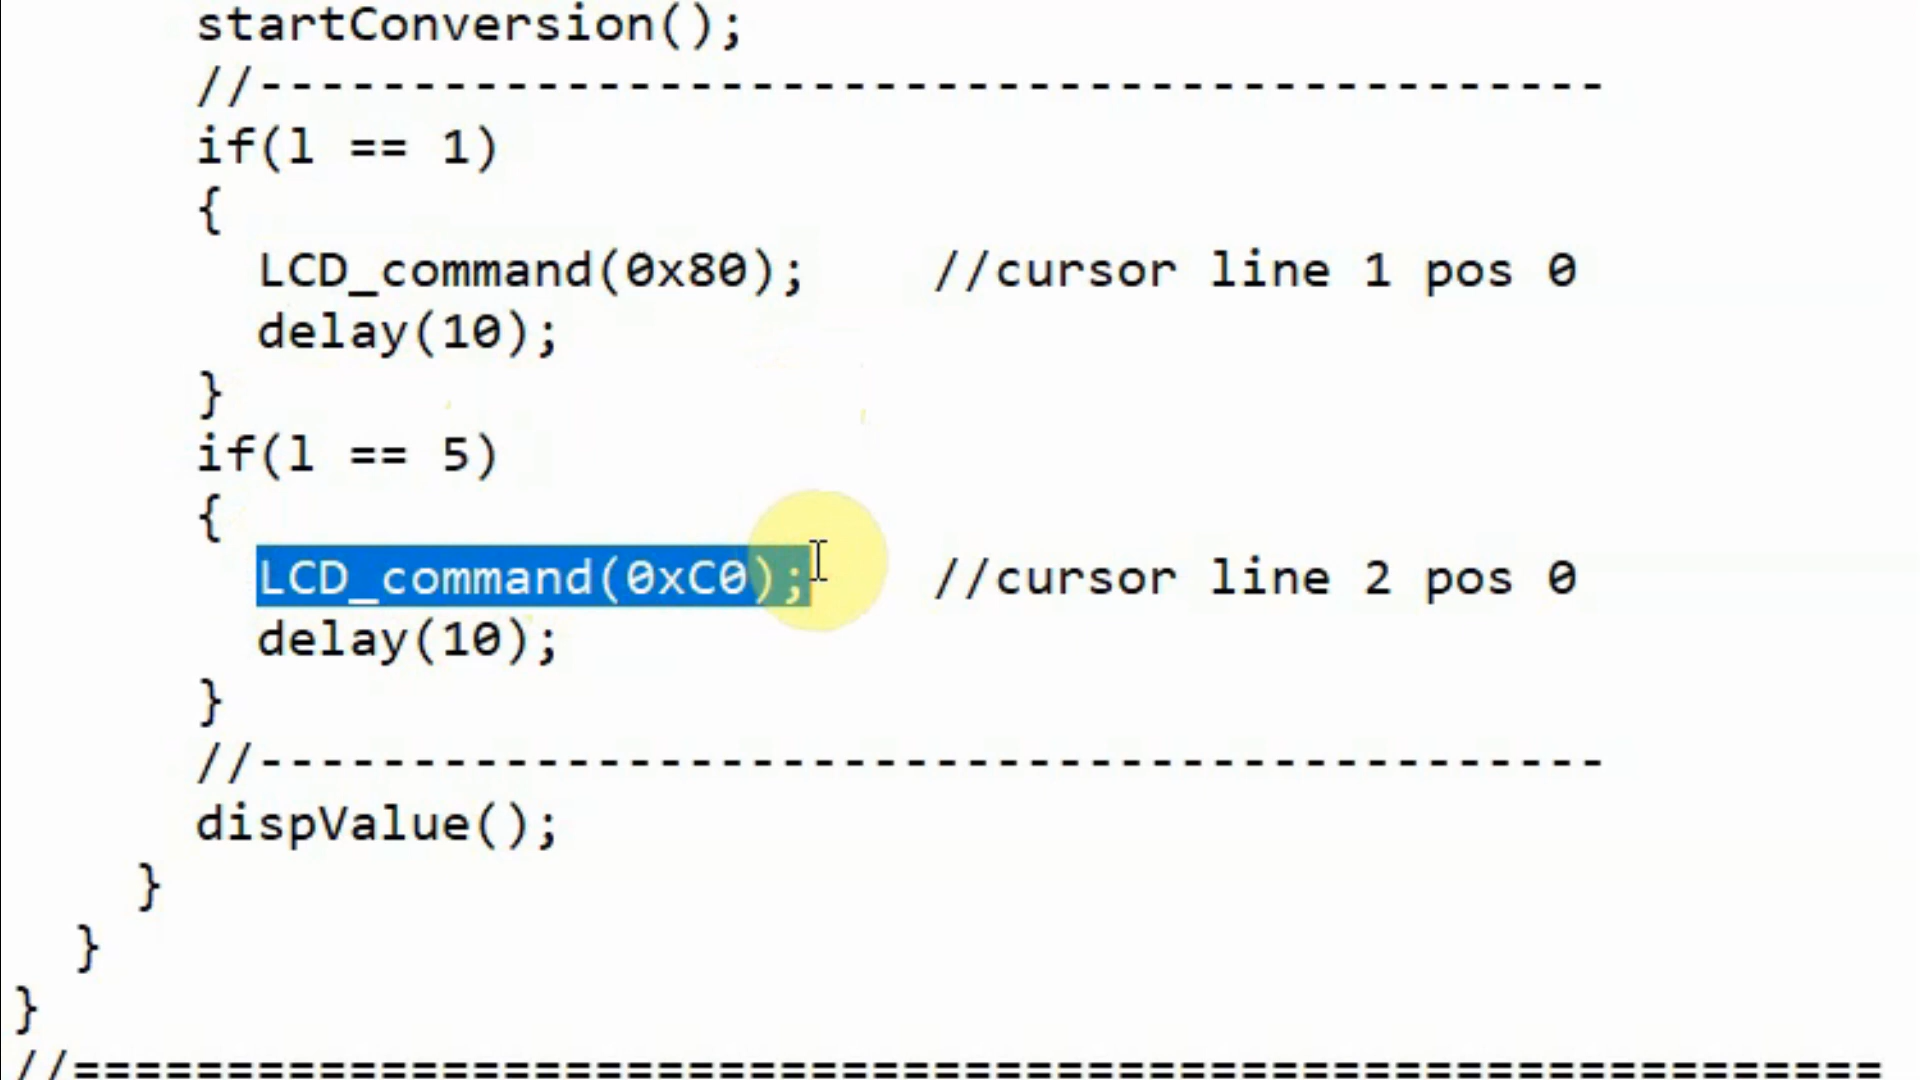 startConversion();
//--------------------------------------------
if(l == 1)
{
LCD_command(0x80); //cursor line 1 pos 0
delay(10);
}
if(l == 5)
{
LCD_command(0xC0); //cursor line 2 pos 0
delay(10);
}
//--------------------------------------------
dispValue();
}
}
}
//===========================================================